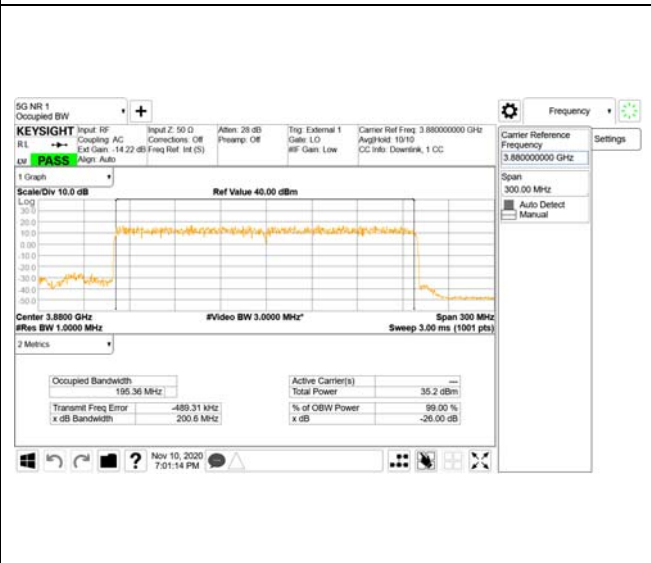 5G NR 1
Occupied BW
+
Frequency
KEYSIGHT
RL
PASS
Input: RF
Coupling: AC
Ext Gain: -14.22 dB
Align: Auto
Input Z: 50 Ω
Corrections: Off
Freq Ref: Int (S)
Atten: 28 dB
Preamp: Off
Trig: External 1
Gate: LO
#IF Gain: Low
Carrier Ref Freq: 3.880000000 GHz
Avg|Hold: 10/10
CC Info: Downlink, 1 CC
Carrier Reference
Frequency
3.880000000 GHz
Settings
Span
300.00 MHz
Auto Detect
Manual
1 Graph
Scale/Div 10.0 dB
Ref Value 40.00 dBm
Log
30.0
20.0
10.0
0.00
-10.0
-20.0
-30.0
-40.0
-50.0
Center 3.8800 GHz
#Video BW 3.0000 MHz*
Span 300 MHz
#Res BW 1.0000 MHz
Sweep 3.00 ms (1001 pts)
2 Metrics
Occupied Bandwidth
195.36 MHz
Active Carrier(s)
---
Total Power
35.2 dBm
Transmit Freq Error
-489.31 kHz
% of OBW Power
99.00 %
x dB Bandwidth
200.6 MHz
x dB
-26.00 dB
?
Nov 10, 2020
7:01:14 PM